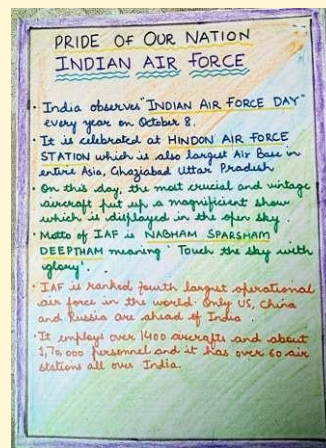 PRIDE OF OUR NATION
INDIAN AIR FORCE
• India observes "INDIAN AIR FORCE DAY"
every year on October 8.
• It is celebrated at HINDON AIR FORCE
STATION which is also largest Air Base in
entire Asia, Ghaziabad Uttar Pradesh
• On this day, the most crucial and vintage
aircraft put up a magnificient show
which is displayed in the open sky.
• Motto of IAF is NABHAM SPARSHAM
DEEPTHAM meaning 'Touch the sky with
glory'.
• IAF is ranked fourth largest operational
air force in the world. Only US, China
and Russia are ahead of India.
• It employs over 1400 aircrafts and about
1,70,000 personnel and it has over 60 air
stations all over India.